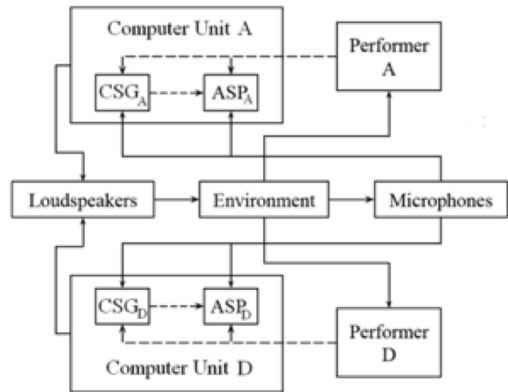 Computer Unit A
Performer
A
CSG_A
ASP_A
Loudspeakers
Environment
Microphones
CSG_D
ASP_D
Performer
D
Computer Unit D